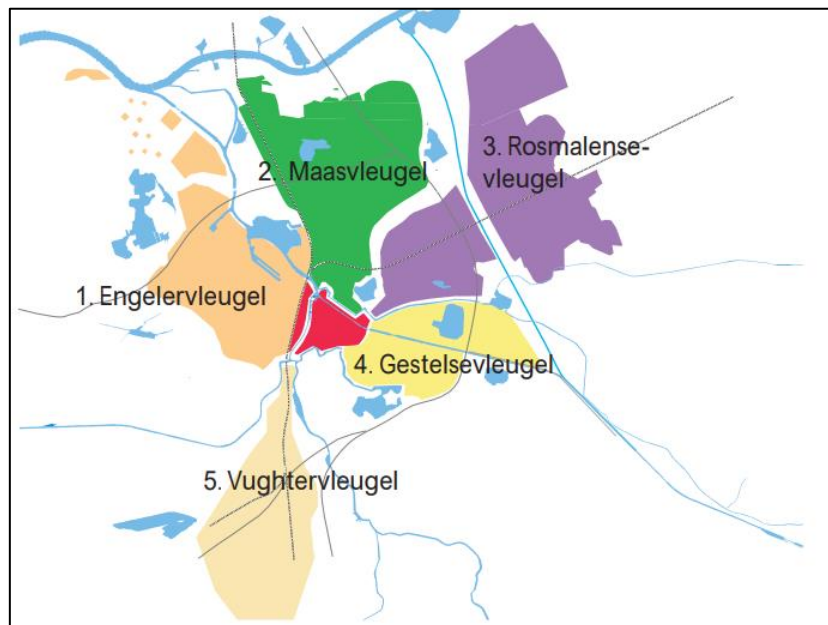 2. Maasvleugel
3. Rosmalense-
vleugel
1. Engelervleugel
4. Gestelsevleugel
5. Vughtervleugel